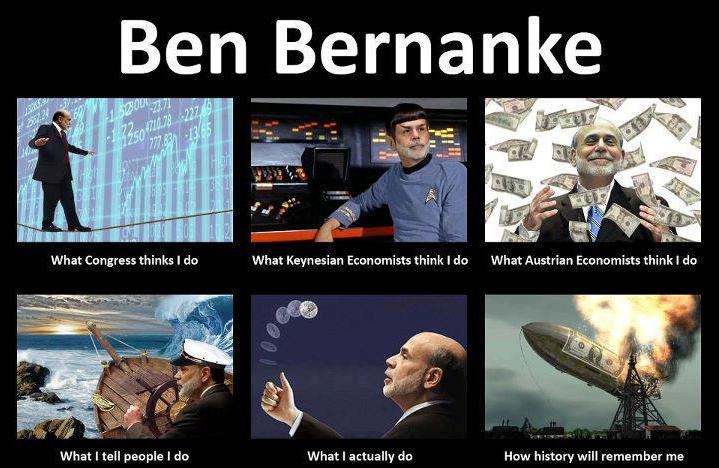 Ben Bernanke
What Congress thinks I do
What Keynesian Economists think I do
What Austrian Economists think I do
What I tell people I do
What I actually do
How history will remember me